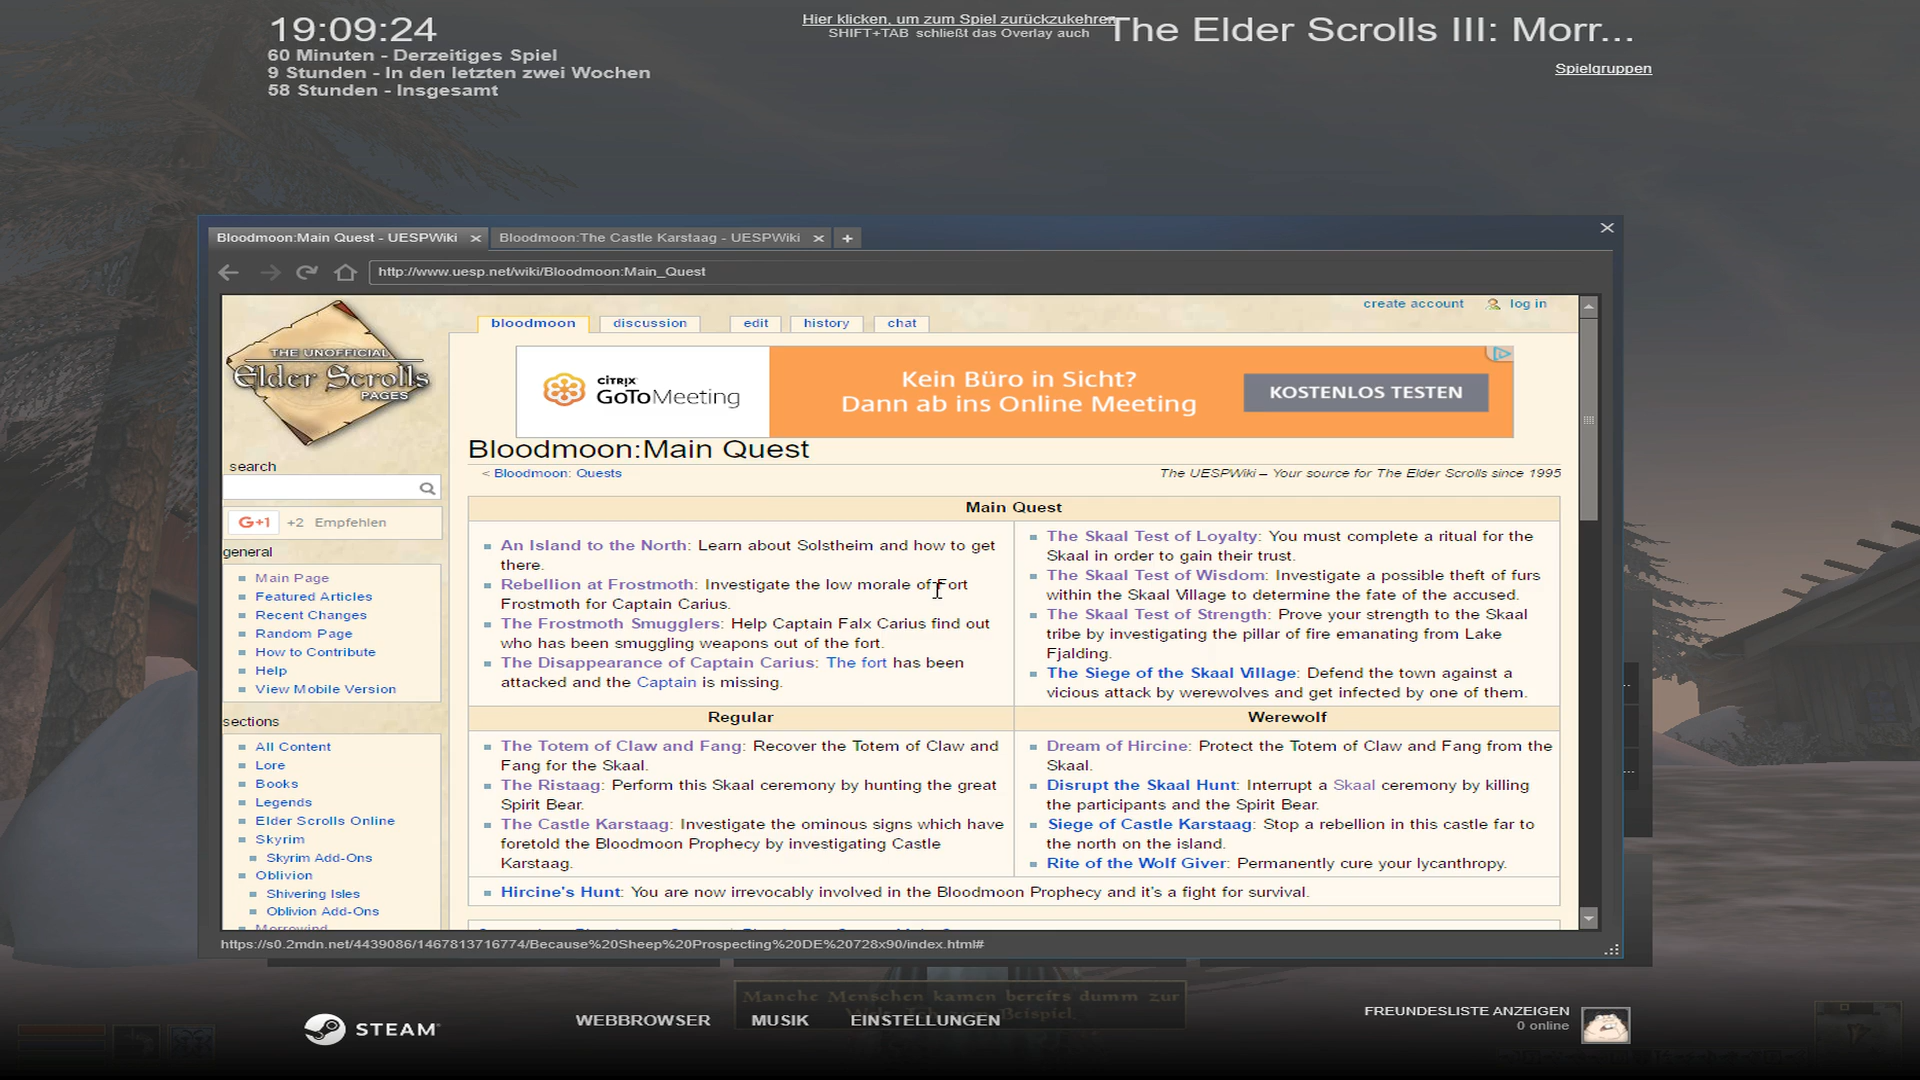 19:09:24
60 Minuten - Derzeitiges Spiel
9 Stunden - In den letzten zwei Wochen
58 Stunden - Insgesamt
Hier klicken, um zum Spiel zurückzukehren
SHIFT+TAB schließt das Overlay auch
The Elder Scrolls III: Morr...
Spielgruppen
Bloodmoon:Main Quest - UESPWiki
Bloodmoon:The Castle Karstaag - UESPWiki
http://www.uesp.net/wiki/Bloodmoon:Main_Quest
create account
log in
bloodmoon
discussion
edit
history
chat
THE UNOFFICIAL
Elder Scrolls
PAGES
CİTRIX
GoToMeeting
Kein Büro in Sicht?
Dann ab ins Online Meeting
KOSTENLOS TESTEN
search
G+1 +2 Empfehlen
general
Main Page
Featured Articles
Recent Changes
Random Page
How to Contribute
Help
View Mobile Version
sections
All Content
Lore
Books
Legends
Elder Scrolls Online
Skyrim
Skyrim Add-Ons
Oblivion
Shivering Isles
Oblivion Add-Ons
Morrowind
Bloodmoon:Main Quest
< Bloodmoon: Quests
The UESPWiki – Your source for The Elder Scrolls since 1995
Main Quest
An Island to the North: Learn about Solstheim and how to get
there.
Rebellion at Frostmoth: Investigate the low morale of Fort
Frostmoth for Captain Carius.
The Frostmoth Smugglers: Help Captain Falx Carius find out
who has been smuggling weapons out of the fort.
The Disappearance of Captain Carius: The fort has been
attacked and the Captain is missing.
The Skaal Test of Loyalty: You must complete a ritual for the
Skaal in order to gain their trust.
The Skaal Test of Wisdom: Investigate a possible theft of furs
within the Skaal Village to determine the fate of the accused.
The Skaal Test of Strength: Prove your strength to the Skaal
tribe by investigating the pillar of fire emanating from Lake
Fjalding.
The Siege of the Skaal Village: Defend the town against a
vicious attack by werewolves and get infected by one of them.
Regular
The Totem of Claw and Fang: Recover the Totem of Claw and
Fang for the Skaal.
The Ristaag: Perform this Skaal ceremony by hunting the great
Spirit Bear.
The Castle Karstaag: Investigate the ominous signs which have
foretold the Bloodmoon Prophecy by investigating Castle
Karstaag.
Werewolf
Dream of Hircine: Protect the Totem of Claw and Fang from the
Skaal.
Disrupt the Skaal Hunt: Interrupt a Skaal ceremony by killing
the participants and the Spirit Bear.
Siege of Castle Karstaag: Stop a rebellion in this castle far to
the north on the island.
Rite of the Wolf Giver: Permanently cure your lycanthropy.
Hircine's Hunt: You are now irrevocably involved in the Bloodmoon Prophecy and it's a fight for survival.
https://s0.2mdn.net/4439086/1467813716774/Because%20Sheep%20Prospecting%20DE%20728x90/index.html#
Manche Menschen kamen bereits dumm zur
Beispiel.
STEAM
WEBBROWSER
MUSIK
EINSTELLUNGEN
FREUNDESLISTE ANZEIGEN
0 online